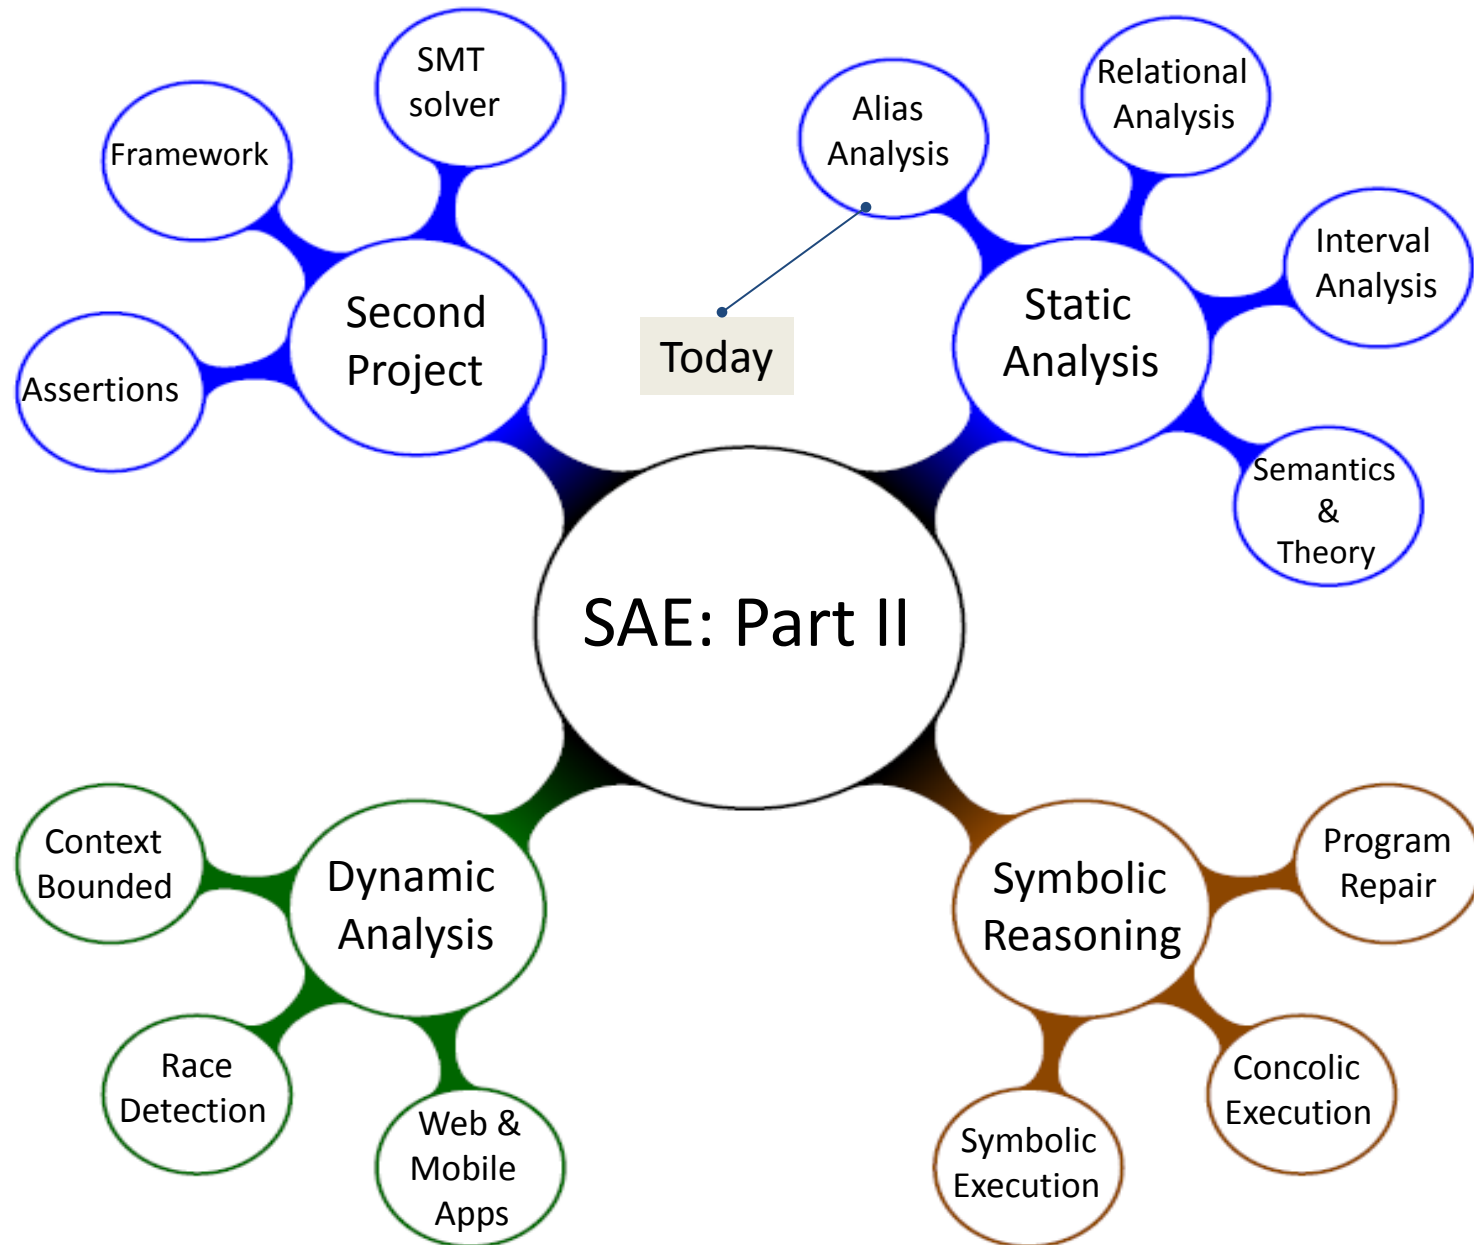 SMT
solver
Framework
Assertions
Second
Project
Alias
Analysis
Relational
Analysis
Interval
Analysis
Semantics
&
Theory
Static
Analysis
Today
SAE: Part II
Context
Bounded
Race
Detection
Web &
Mobile
Apps
Dynamic
Analysis
Symbolic
Reasoning
Program
Repair
Concolic
Execution
Symbolic
Execution